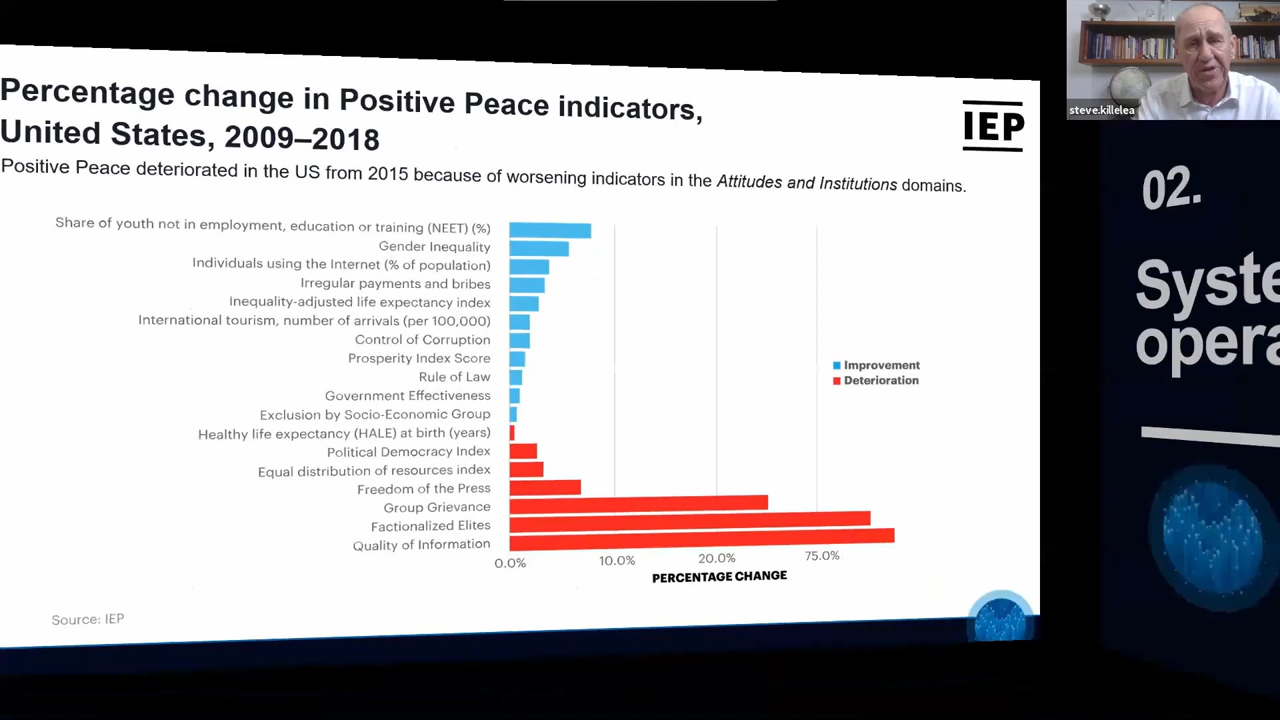 Percentage change in Positive Peace indicators,
United States, 2009–2018
Positive Peace deteriorated in the US from 2015 because of worsening indicators in the Attitudes and Institutions domains.
IEP
steve.killelea
Share of youth not in employment, education or training (NEET) (%)
Gender Inequality
Individuals using the Internet (% of population)
Irregular payments and bribes
Inequality-adjusted life expectancy index
International tourism, number of arrivals (per 100,000)
Control of Corruption
Prosperity Index Score
Rule of Law
Government Effectiveness
Exclusion by Socio-Economic Group
Healthy life expectancy (HALE) at birth (years)
Political Democracy Index
Equal distribution of resources index
Freedom of the Press
Group Grievance
Factionalized Elites
Quality of Information
0.0% 10.0% 20.0% 75.0%
PERCENTAGE CHANGE
Improvement
Deterioration
Source: IEP
02.
Syste
opera